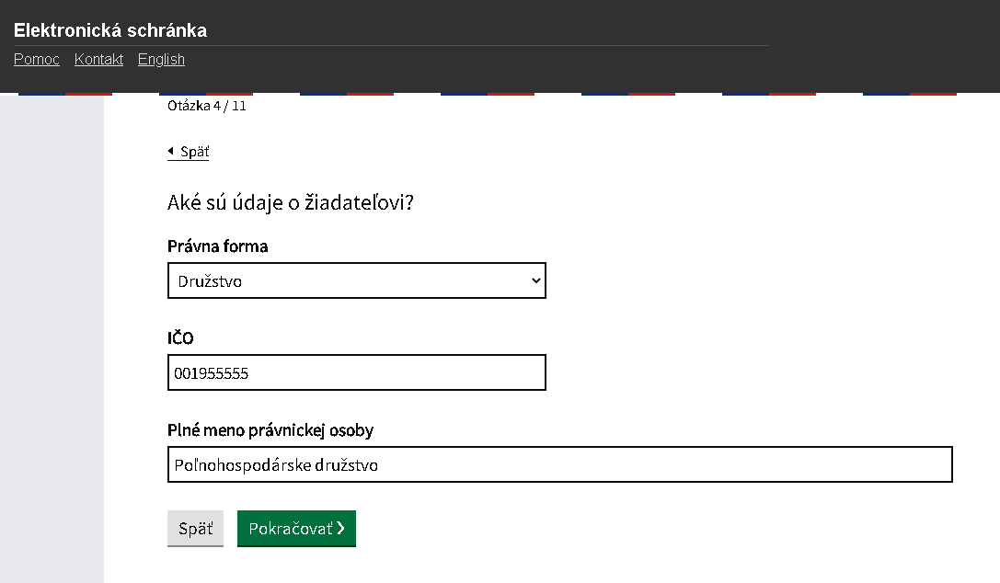 Elektronická schránka
Pomoc Kontakt English
Otázka 4 / 11
Späť
Aké sú údaje o žiadateľovi?
Právna forma
Družstvo
IČO
001955555
Plné meno právnickej osoby
Poľnohospodárske družstvo
Späť Pokračovať